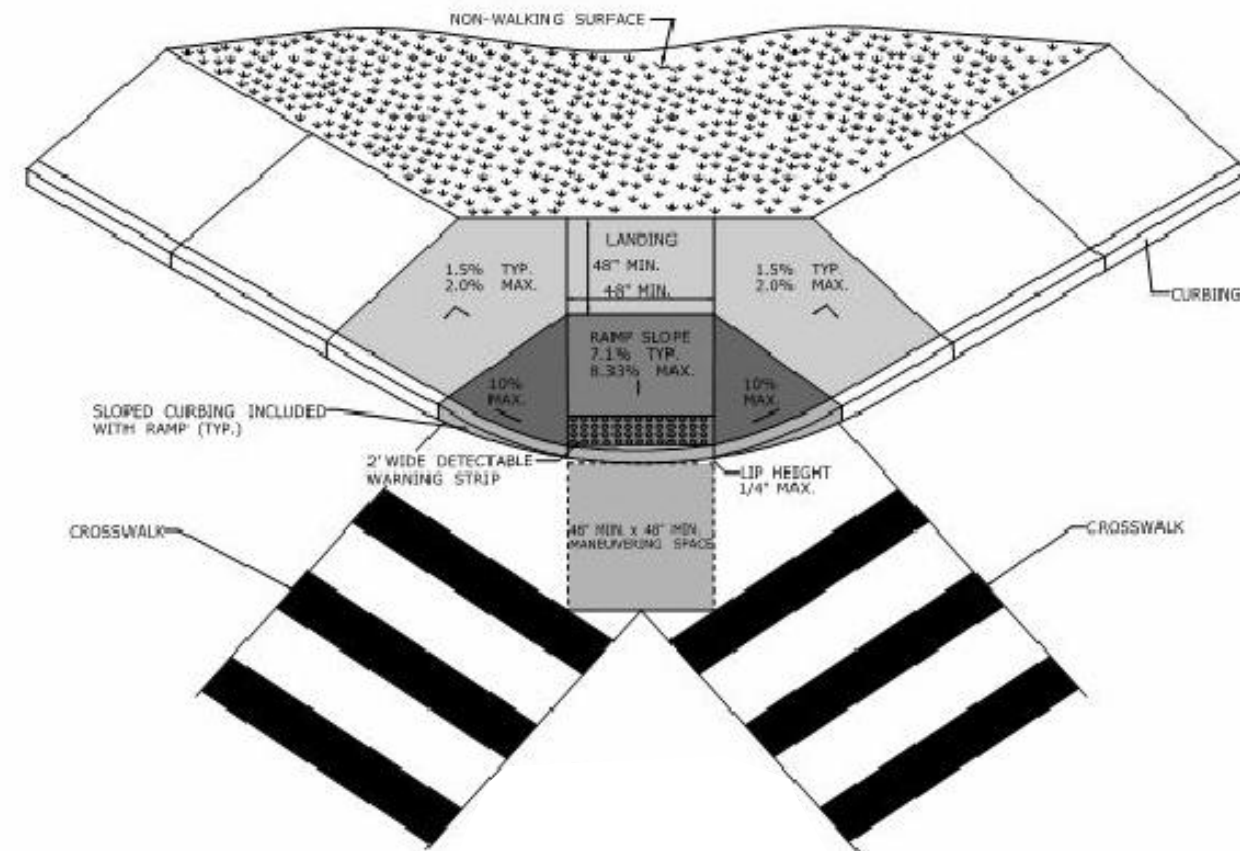 NON-WALKING SURFACE
LANDING
48" MIN.
48" MIN.
1.5% TYP.
2.0% MAX.
1.5% TYP.
2.0% MAX.
CURBING
RAMP SLOPE
7.1% TYP.
8.33% MAX.
10%
MAX.
10%
MAX.
SLOPED CURBING INCLUDED
WITH RAMP (TYP.)
2' WIDE DETECTABLE
WARNING STRIP
LIP HEIGHT
1/4" MAX.
CROSSWALK
48" MIN. x 48" MIN.
MANEUVERING SPACE
CROSSWALK